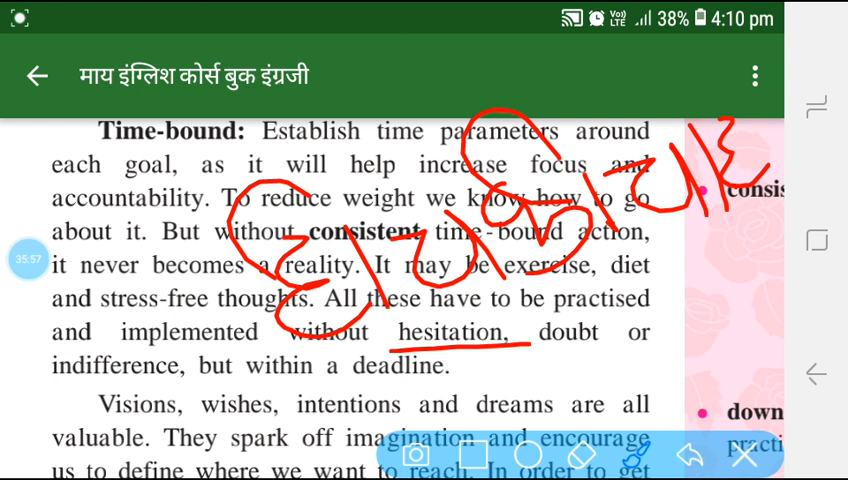 38% 4:10 pm
माय इंग्लिश कोर्स बुक इंग्रजी
Time-bound: Establish time parameters around
each goal, as it will help increase focus and
accountability. To reduce weight we know how to go
about it. But without consistent time-bound action,
it never becomes a reality. It may be exercise, diet
and stress-free thoughts. All these have to be practised
and implemented without hesitation, doubt or
indifference, but within a deadline.
Visions, wishes, intentions and dreams are all
valuable. They spark off imagination and encourage
us to define where we want to reach. In order to get
consis
down
practi
35:57